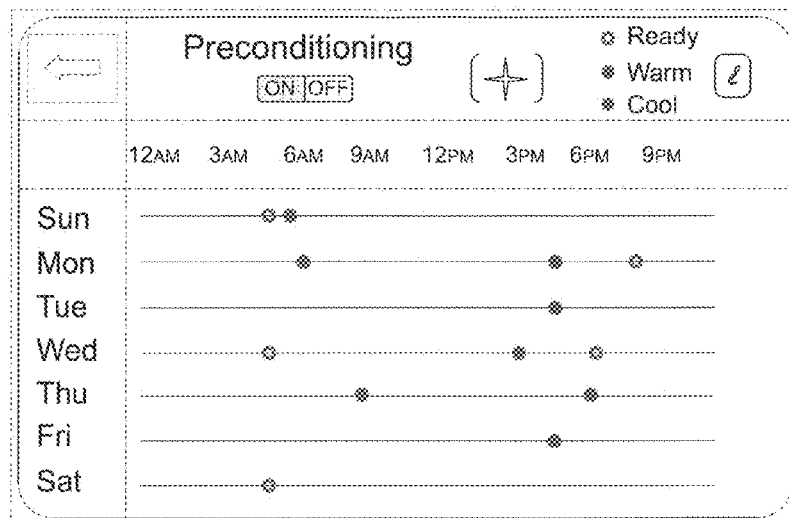 Preconditioning
ON OFF
Ready
Warm
Cool
ℓ
12AM 3AM 6AM 9AM 12PM 3PM 6PM 9PM
Sun
Mon
Tue
Wed
Thu
Fri
Sat